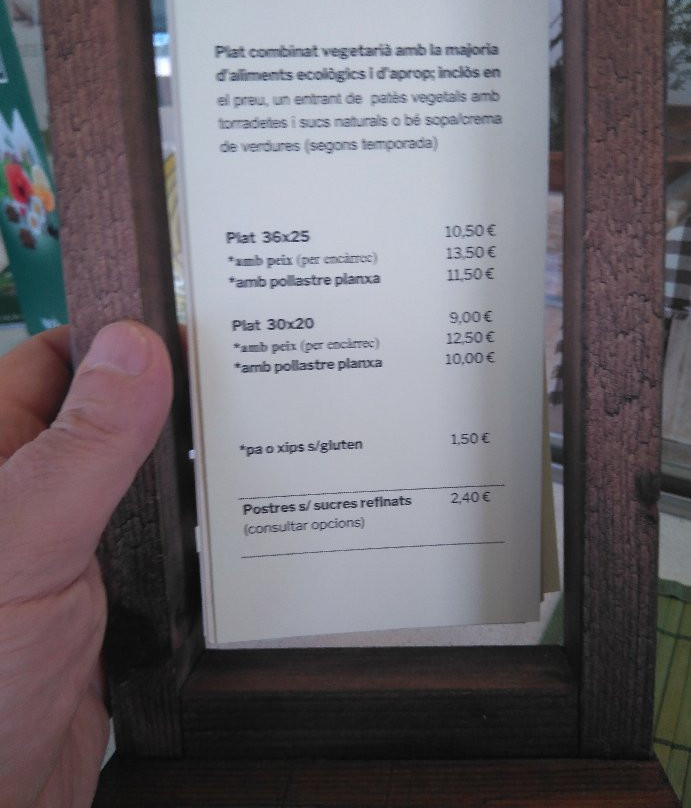 Plat combinat vegetarià amb la majoria
d'aliments ecològics i d'aprop; inclòs en
el preu, un entrant de patès vegetals amb
torradetes i sucs naturals o bé sopa/crema
de verdures (segons temporada)
Plat 36x25 10,50 €
*amb peix (per encàrrec) 13,50 €
*amb pollastre planxa 11,50 €
Plat 30x20 9,00 €
*amb peix (per encàrrec) 12,50 €
*amb pollastre planxa 10,00 €
*pa o xips s/gluten 1,50 €
Postres s/ sucres refinats 2,40 €
(consultar opcions)